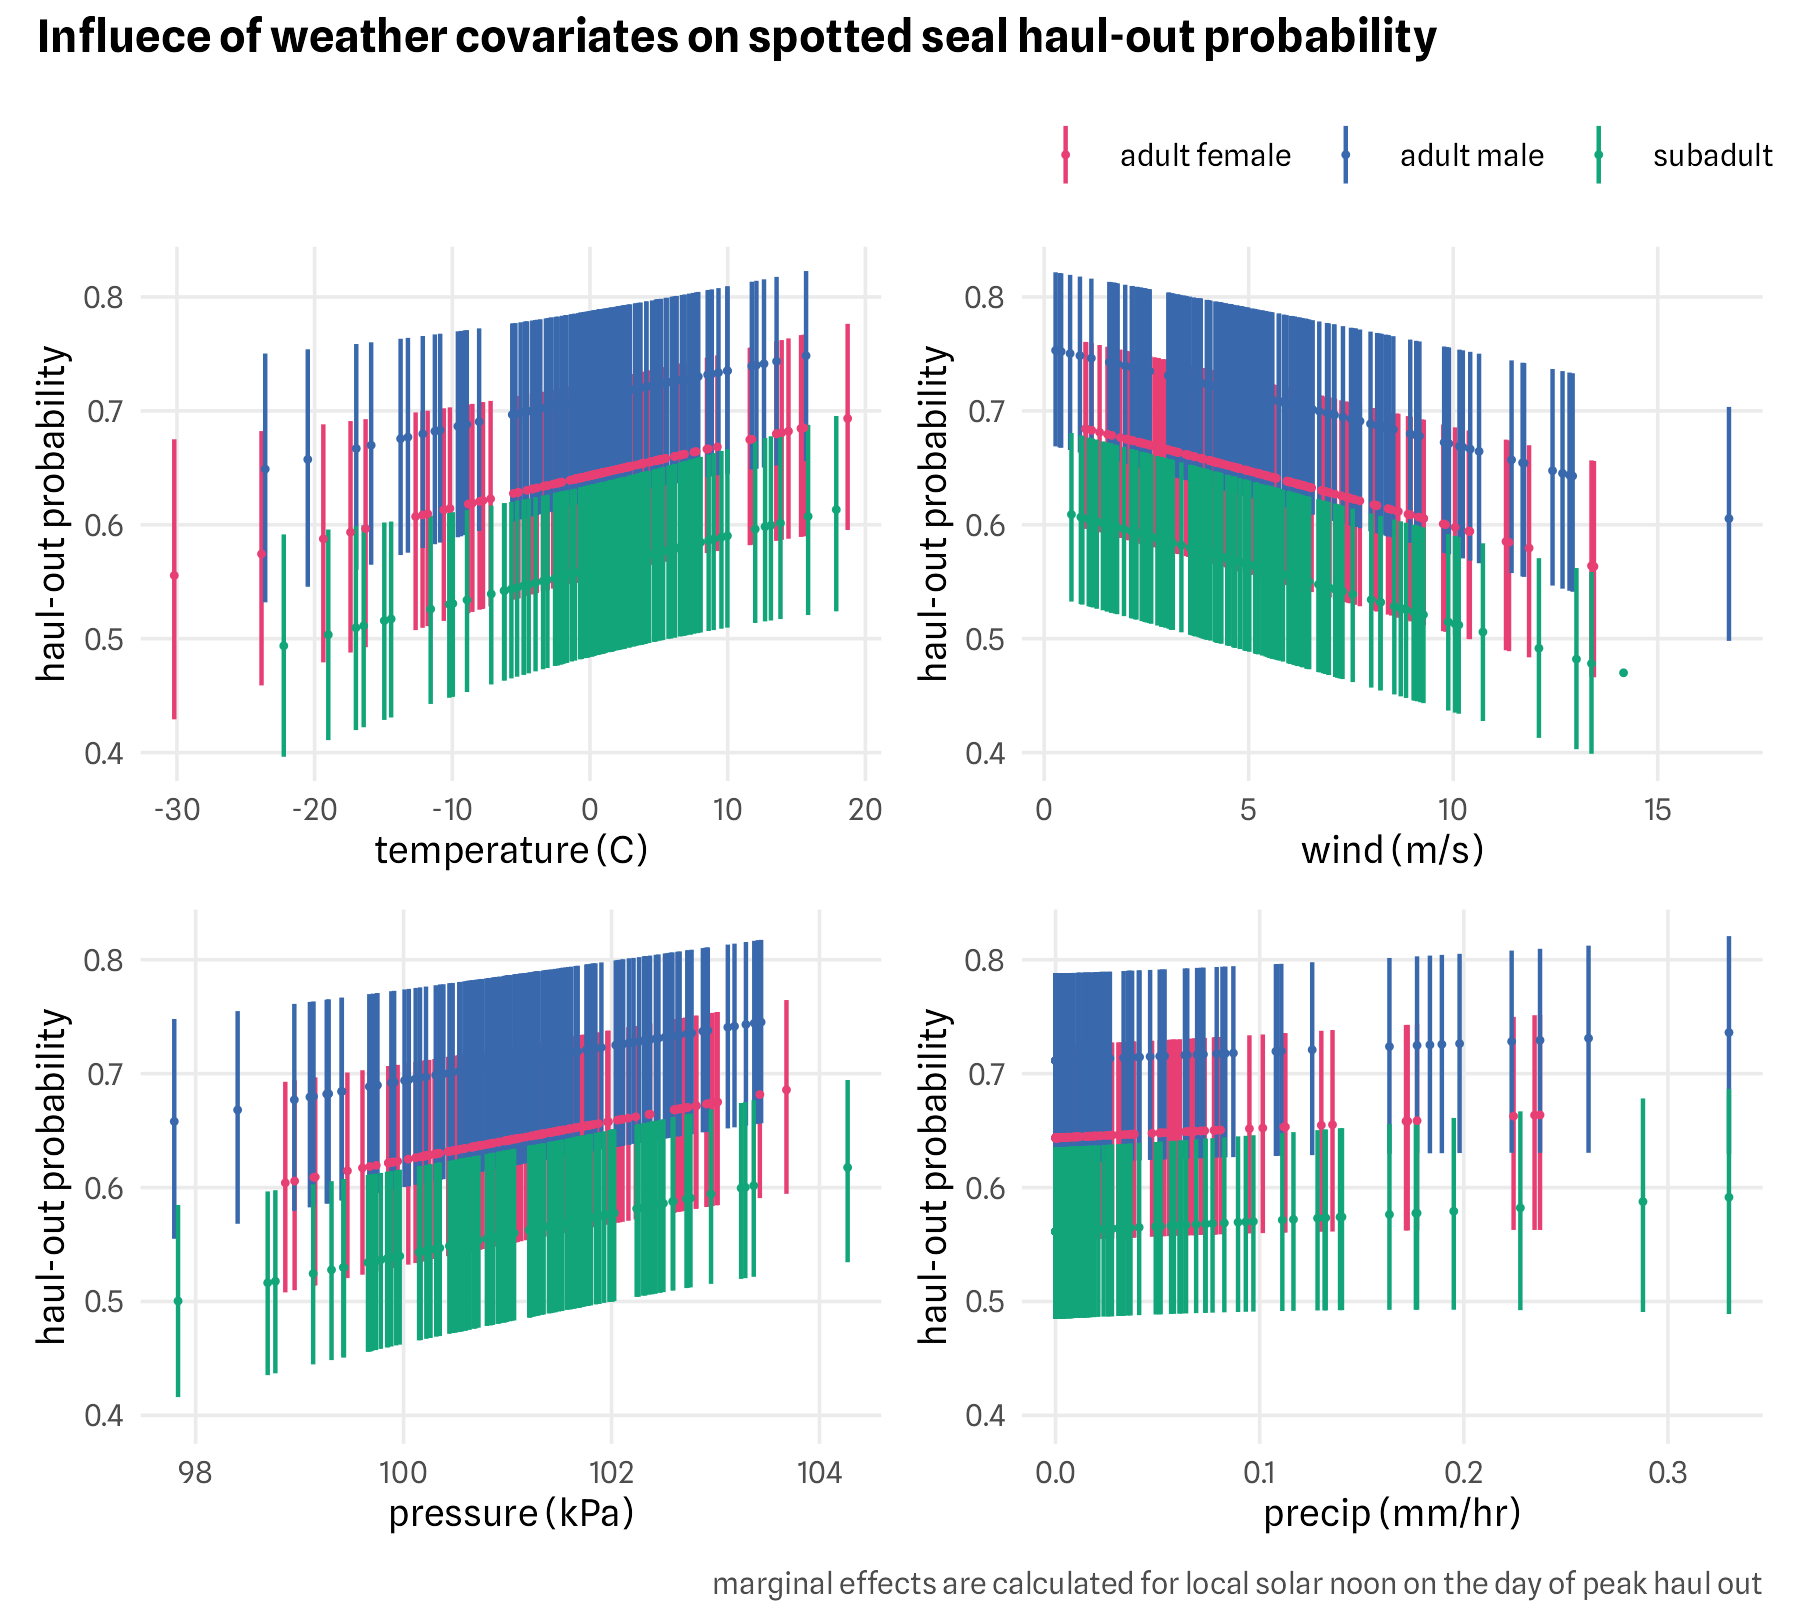 Influece of weather covariates on spotted seal haul-out probability
adult female adult male subadult
haul-out probability
0.8
0.7
0.6
0.5
0.4
-30 -20 -10 0 10 20
temperature (C)
haul-out probability
0.8
0.7
0.6
0.5
0.4
0 5 10 15
wind (m/s)
haul-out probability
0.8
0.7
0.6
0.5
0.4
98 100 102 104
pressure (kPa)
haul-out probability
0.8
0.7
0.6
0.5
0.4
0.0 0.1 0.2 0.3
precip (mm/hr)
marginal effects are calculated for local solar noon on the day of peak haul out